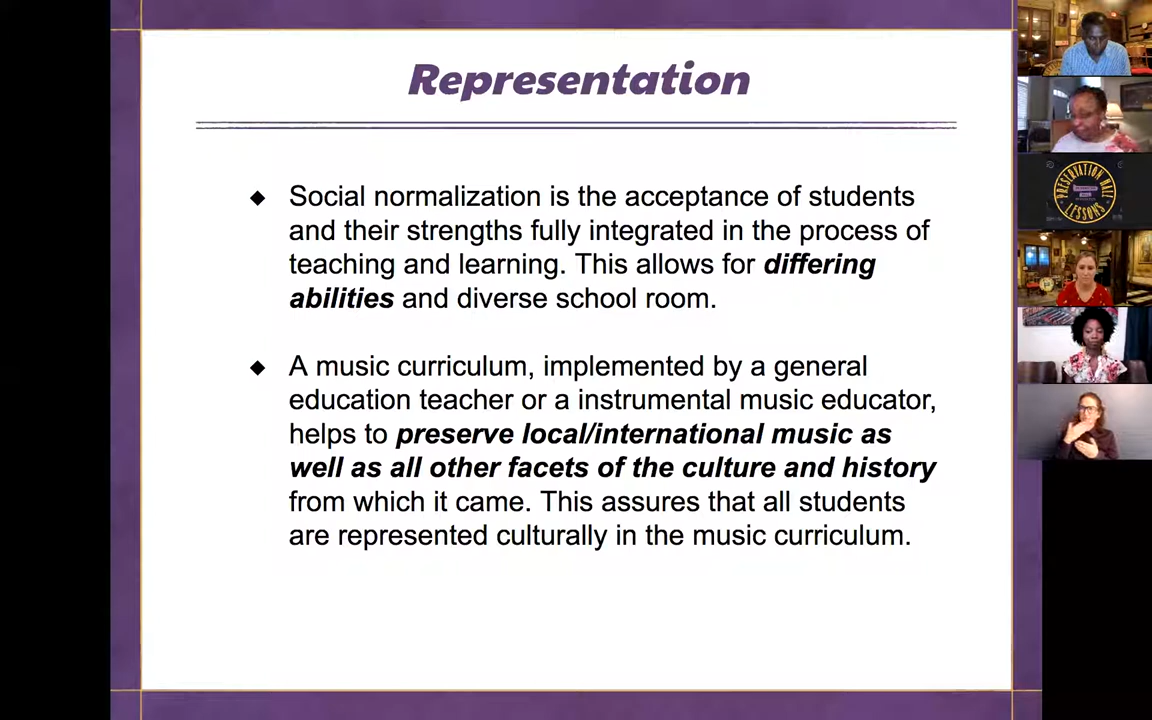 Representation
Social normalization is the acceptance of students
and their strengths fully integrated in the process of
teaching and learning. This allows for differing
abilities and diverse school room.
A music curriculum, implemented by a general
education teacher or a instrumental music educator,
helps to preserve local/international music as
well as all other facets of the culture and history
from which it came. This assures that all students
are represented culturally in the music curriculum.
PRESERVATION HALL
LESSONS